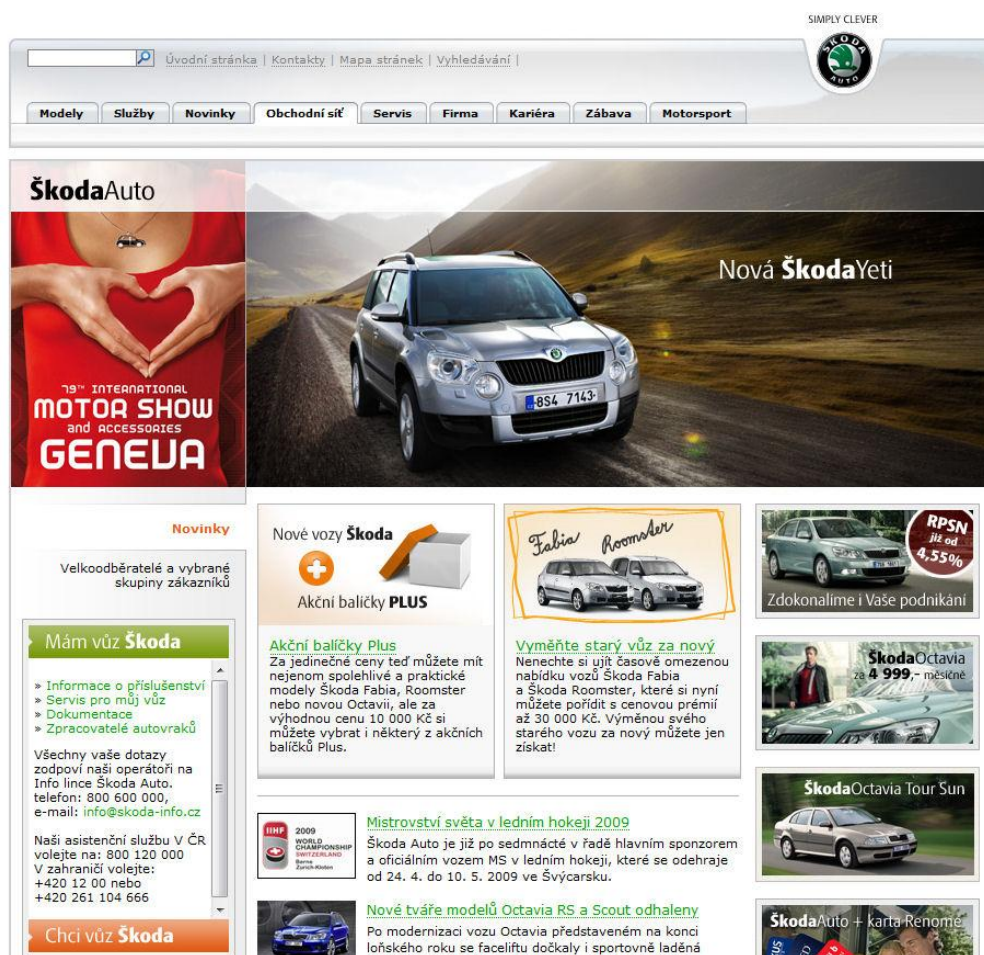 SIMPLY CLEVER
ŠKODA
AUTO
Úvodní stránka | Kontakty | Mapa stránek | Vyhledávání |
Modely Služby Novinky Obchodní síť Servis Firma Kariéra Zábava Motorsport
ŠkodaAuto
Nová ŠkodaYeti
8S4 7143
79TH INTERNATIONAL
MOTOR SHOW
and ACCESSORIES
GENEVA
Novinky
Velkoodběratelé a vybrané
skupiny zákazníků
Mám vůz Škoda
» Informace o příslušenství
» Servis pro můj vůz
» Dokumentace
» Zpracovatelé autovraků
Všechny vaše dotazy
zodpoví naši operátoři na
Info lince Škoda Auto.
telefon: 800 600 000,
e-mail: info@skoda-info.cz
Naši asistenční službu V ČR
volejte na: 800 120 000
V zahraničí volejte:
+420 12 00 nebo
+420 261 104 666
Chci vůz Škoda
Nové vozy Škoda
Akční balíčky PLUS
Akční balíčky Plus
Za jedinečné ceny teď můžete mít
nejenom spolehlivé a praktické
modely Škoda Fabia, Roomster
nebo novou Octavii, ale za
výhodnou cenu 10 000 Kč si
můžete vybrat i některý z akčních
balíčků Plus.
Fabia Roomster
Vyměňte starý vůz za nový
Nenechte si ujít časově omezenou
nabídku vozů Škoda Fabia
a Škoda Roomster, které si nyní
můžete pořídit s cenovou prémií
až 30 000 Kč. Výměnou svého
starého vozu za nový můžete jen
získat!
IIHF
2009
WORLD
CHAMPIONSHIP
SWITZERLAND
Berne
Zurich-Kloten
Mistrovství světa v ledním hokeji 2009
Škoda Auto je již po sedmnácté v řadě hlavním sponzorem
a oficiálním vozem MS v ledním hokeji, které se odehraje
od 24. 4. do 10. 5. 2009 ve Švýcarsku.
Nové tváře modelů Octavia RS a Scout odhaleny
Po modernizaci vozu Octavia představeném na konci
loňského roku se faceliftu dočkaly i sportovně laděná
RPSN
již od
4,55%
Zdokonalíme i Vaše podnikání
ŠkodaOctavia
za 4 999,- měsíčně
ŠkodaOctavia Tour Sun
ŠkodaAuto + karta Renome